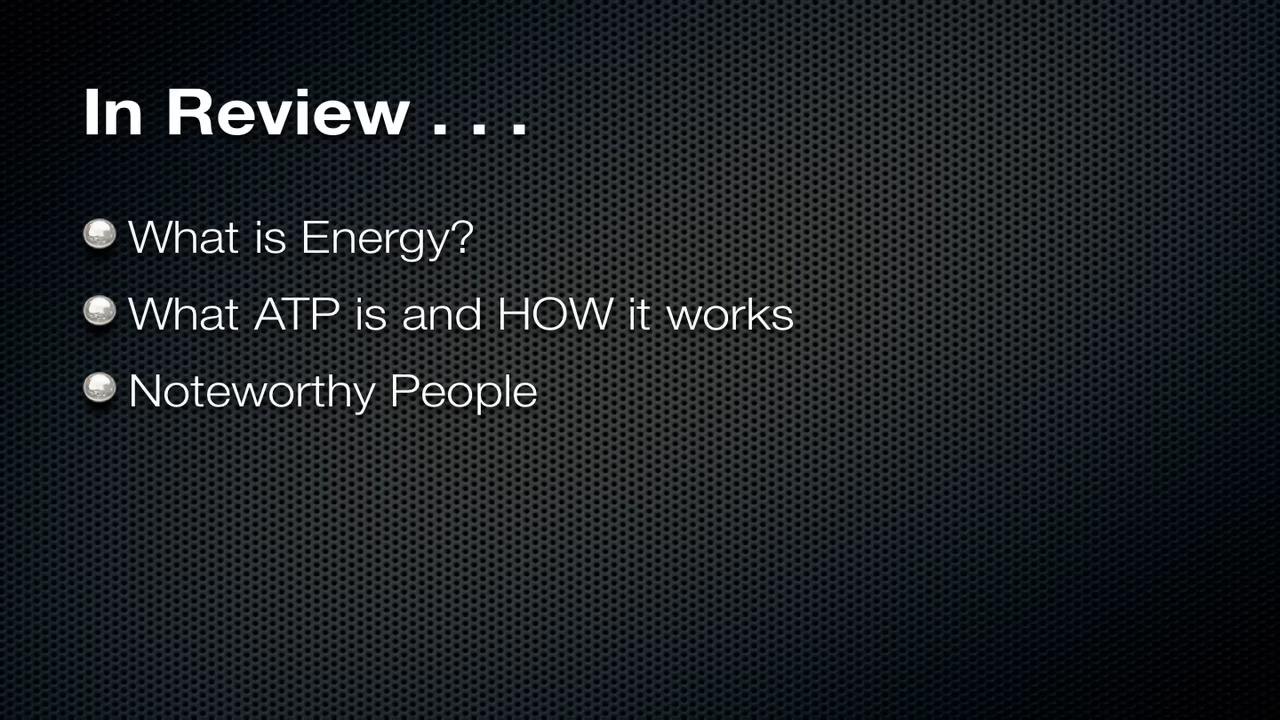 In Review . . .
What is Energy?
What ATP is and HOW it works
Noteworthy People